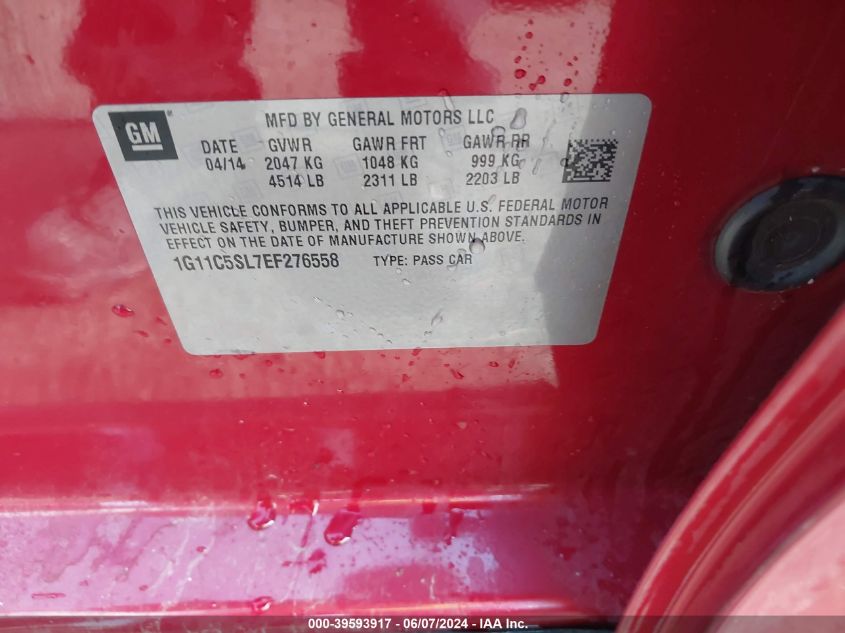 GM
MFD BY GENERAL MOTORS LLC
DATE GVWR GAWR FRT GAWR RR
04/14 2047 KG 1048 KG 999 KG
4514 LB 2311 LB 2203 LB
THIS VEHICLE CONFORMS TO ALL APPLICABLE U.S. FEDERAL MOTOR
VEHICLE SAFETY, BUMPER, AND THEFT PREVENTION STANDARDS IN
EFFECT ON THE DATE OF MANUFACTURE SHOWN ABOVE.
1G11C5SL7EF276558 TYPE: PASS CAR
000-39593917 - 06/07/2024 - IAA Inc.